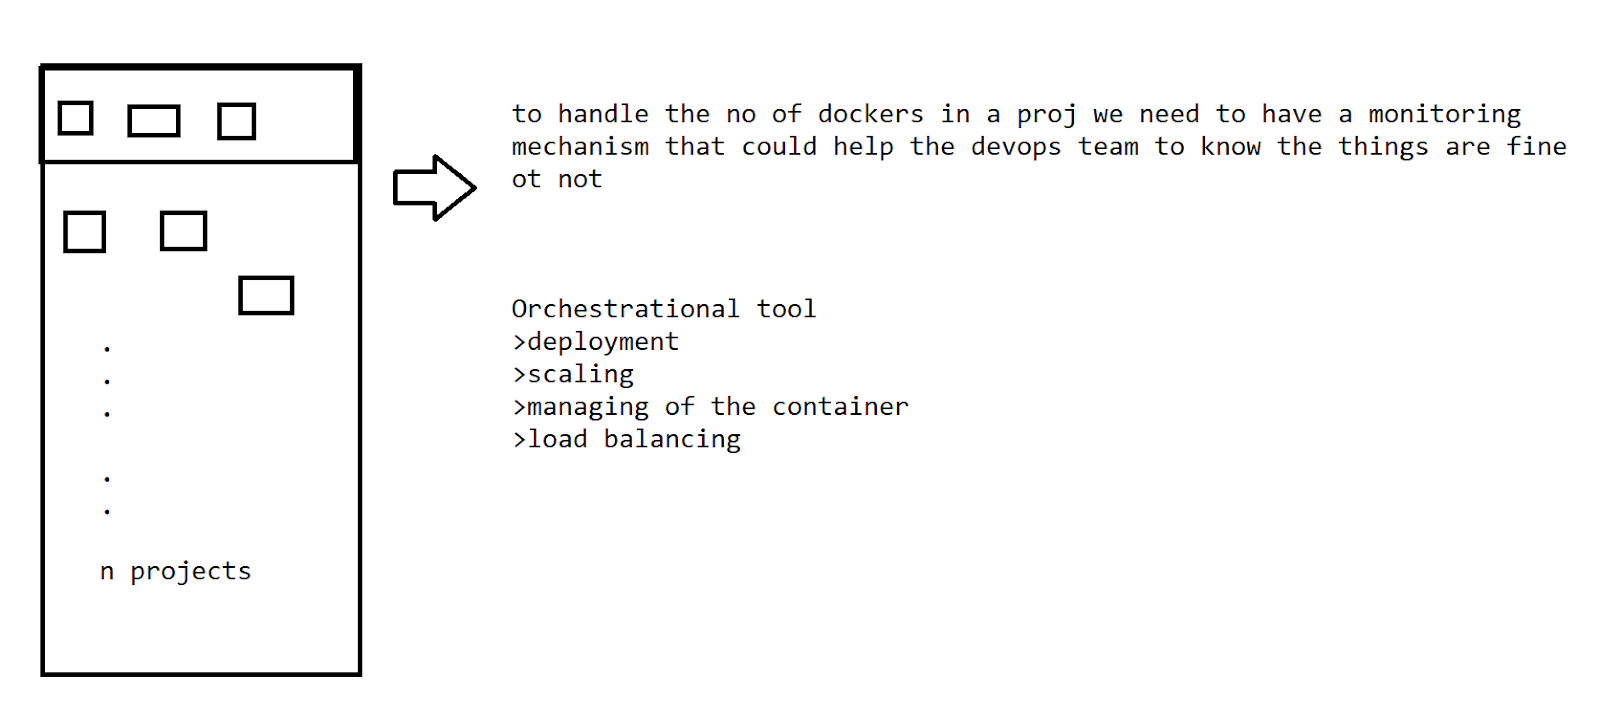 to handle the no of dockers in a proj we need to have a monitoring
mechanism that could help the devops team to know the things are fine
ot not
Orchestrational tool
>deployment
>scaling
>managing of the container
>load balancing
.
.
.
.
.
n projects